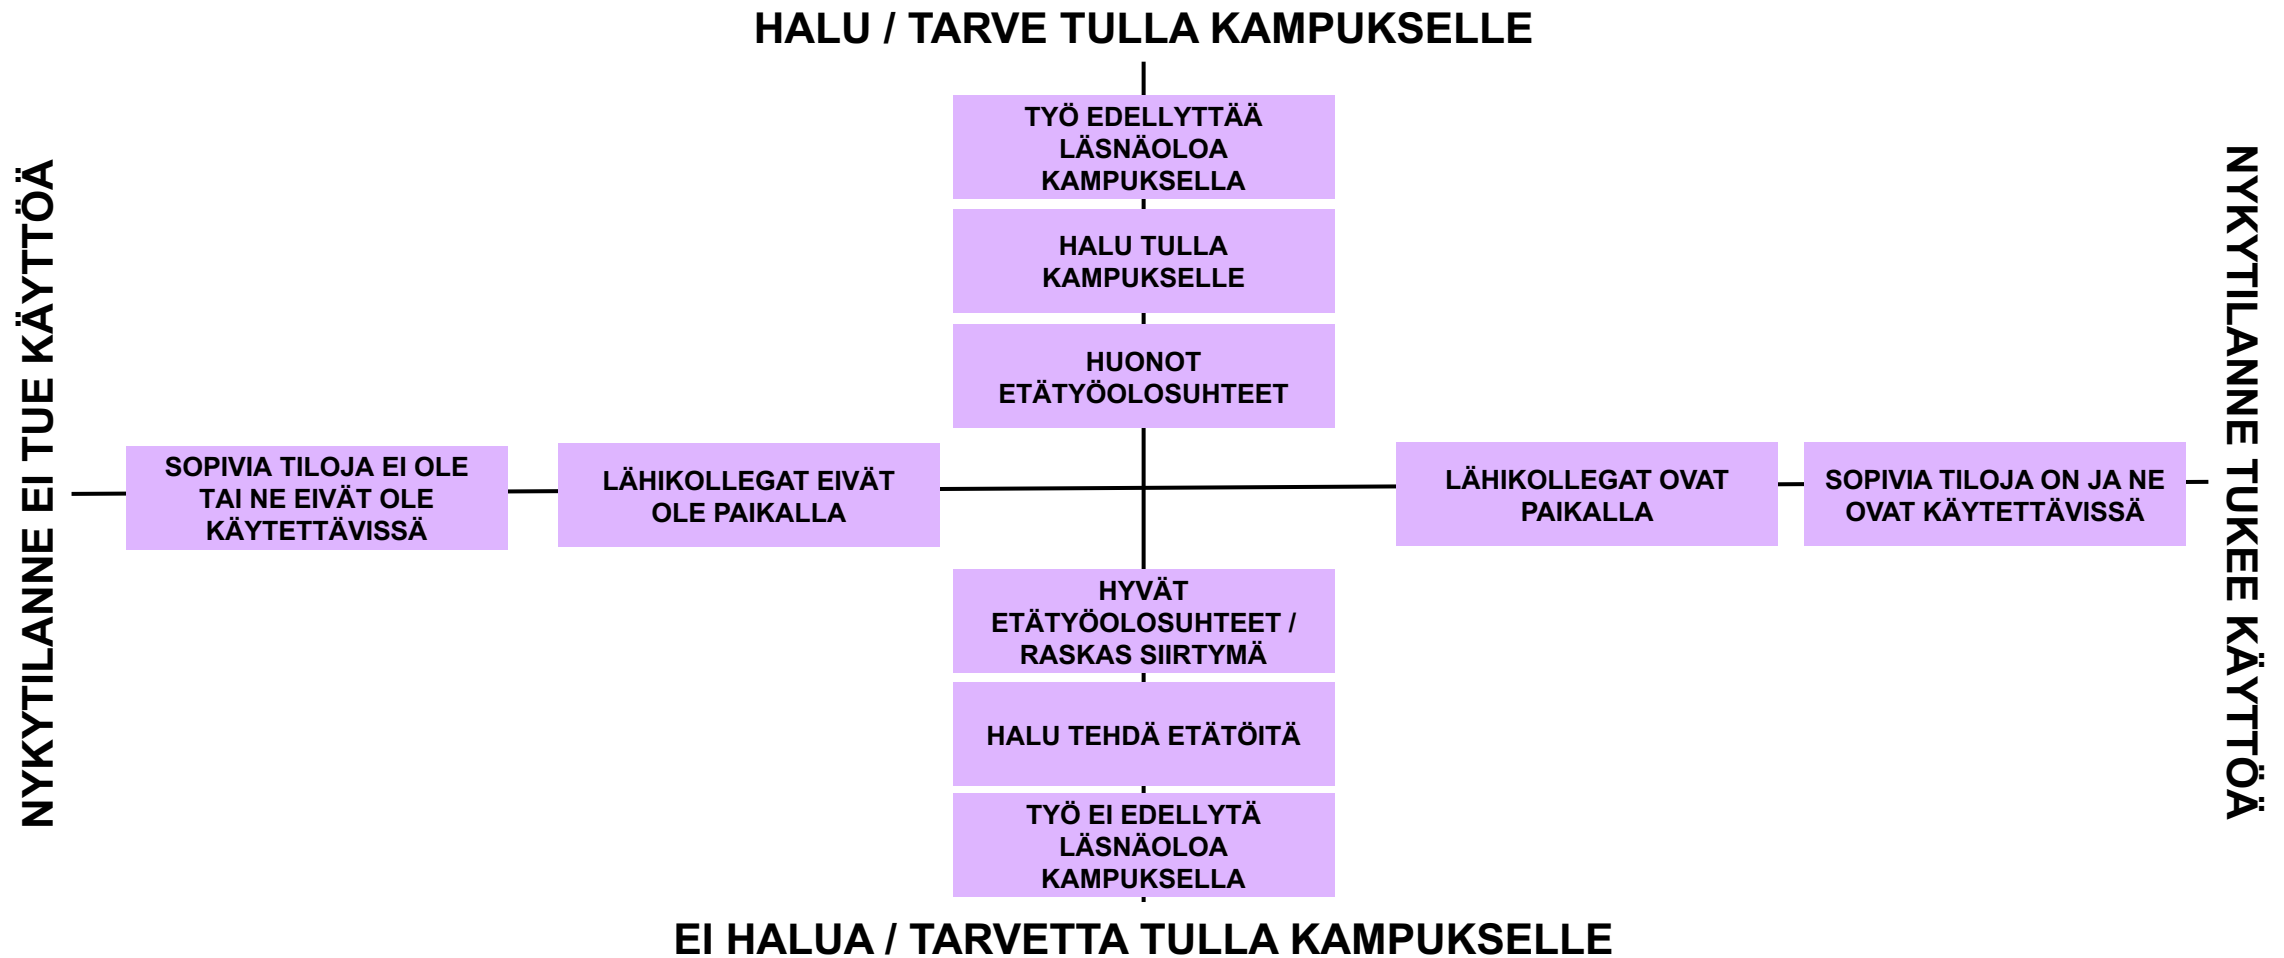 HALU / TARVE TULLA KAMPUKSELLE
TYÖ EDELLYTTÄÄ
LÄSNÄOLOA
KAMPUKSELLA
HALU TULLA
KAMPUKSELLE
HUONOT
ETÄTYÖOLOSUHTEET
NYKYTILANNE EI TUE KÄYTTÖÄ
SOPIVIA TILOJA EI OLE
TAI NE EIVÄT OLE
KÄYTETTÄVISSÄ
LÄHIKOLLEGAT EIVÄT
OLE PAIKALLA
LÄHIKOLLEGAT OVAT
PAIKALLA
SOPIVIA TILOJA ON JA NE
OVAT KÄYTETTÄVISSÄ
NYKYTILANNE TUKEE KÄYTTÖÄ
HYVÄT
ETÄTYÖOLOSUHTEET /
RASKAS SIIRTYMÄ
HALU TEHDÄ ETÄTÖITÄ
TYÖ EI EDELLYTÄ
LÄSNÄOLOA
KAMPUKSELLA
EI HALUA / TARVETTA TULLA KAMPUKSELLE